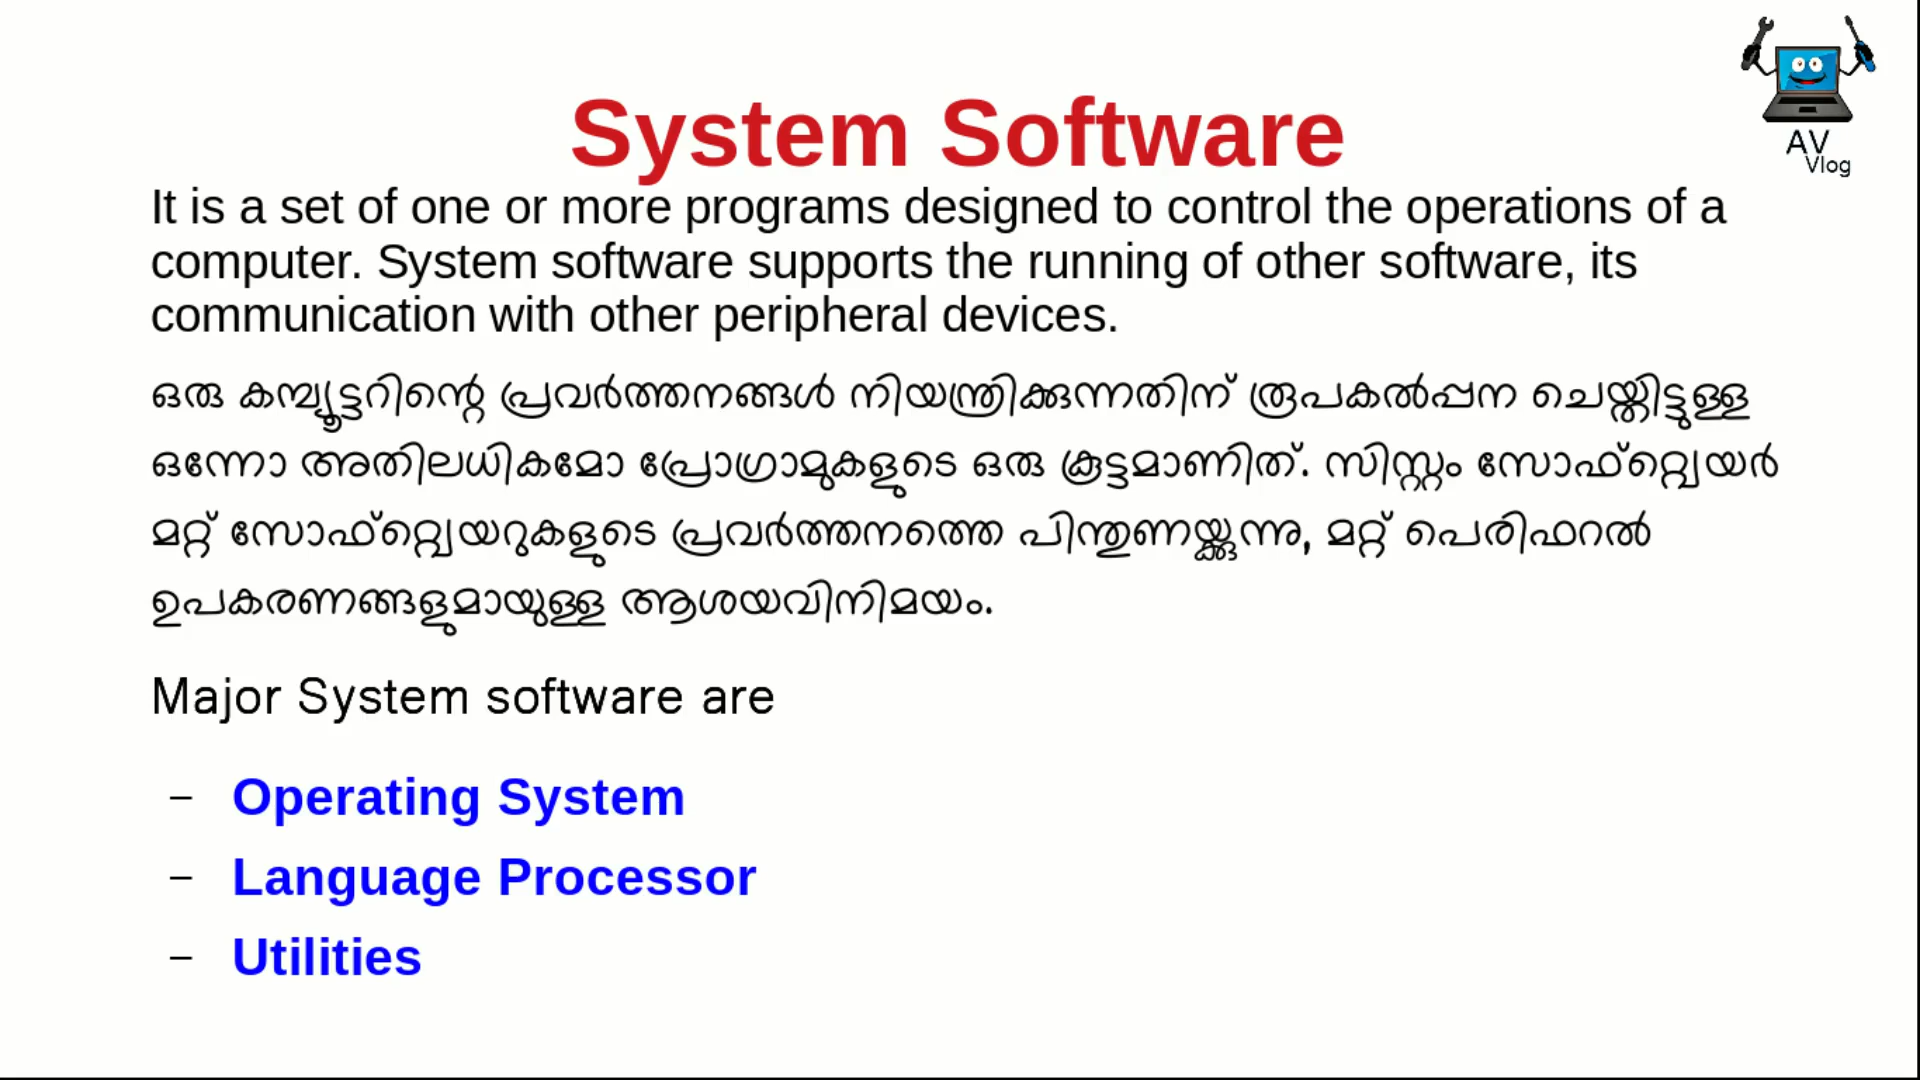 AV
Vlog
System Software
It is a set of one or more programs designed to control the operations of a
computer. System software supports the running of other software, its
communication with other peripheral devices.
ഒരു കമ്പ്യൂട്ടറിന്റെ പ്രവർത്തനങ്ങൾ നിയന്ത്രിക്കുന്നതിന് രൂപകൽപ്പന ചെയ്തിട്ടുള്ള
ഒന്നോ അതിലധികമോ പ്രോഗ്രാമുകളുടെ ഒരു കൂട്ടമാണിത്. സിസ്റ്റം സോഫ്റ്റ്വെയർ
മറ്റ് സോഫ്റ്റ്വെയറുകളുടെ പ്രവർത്തനത്തെ പിന്തുണയ്ക്കുന്നു, മറ്റ് പെരിഫറൽ
ഉപകരണങ്ങളുമായുള്ള ആശയവിനിമയം.
Major System software are
– Operating System
– Language Processor
– Utilities